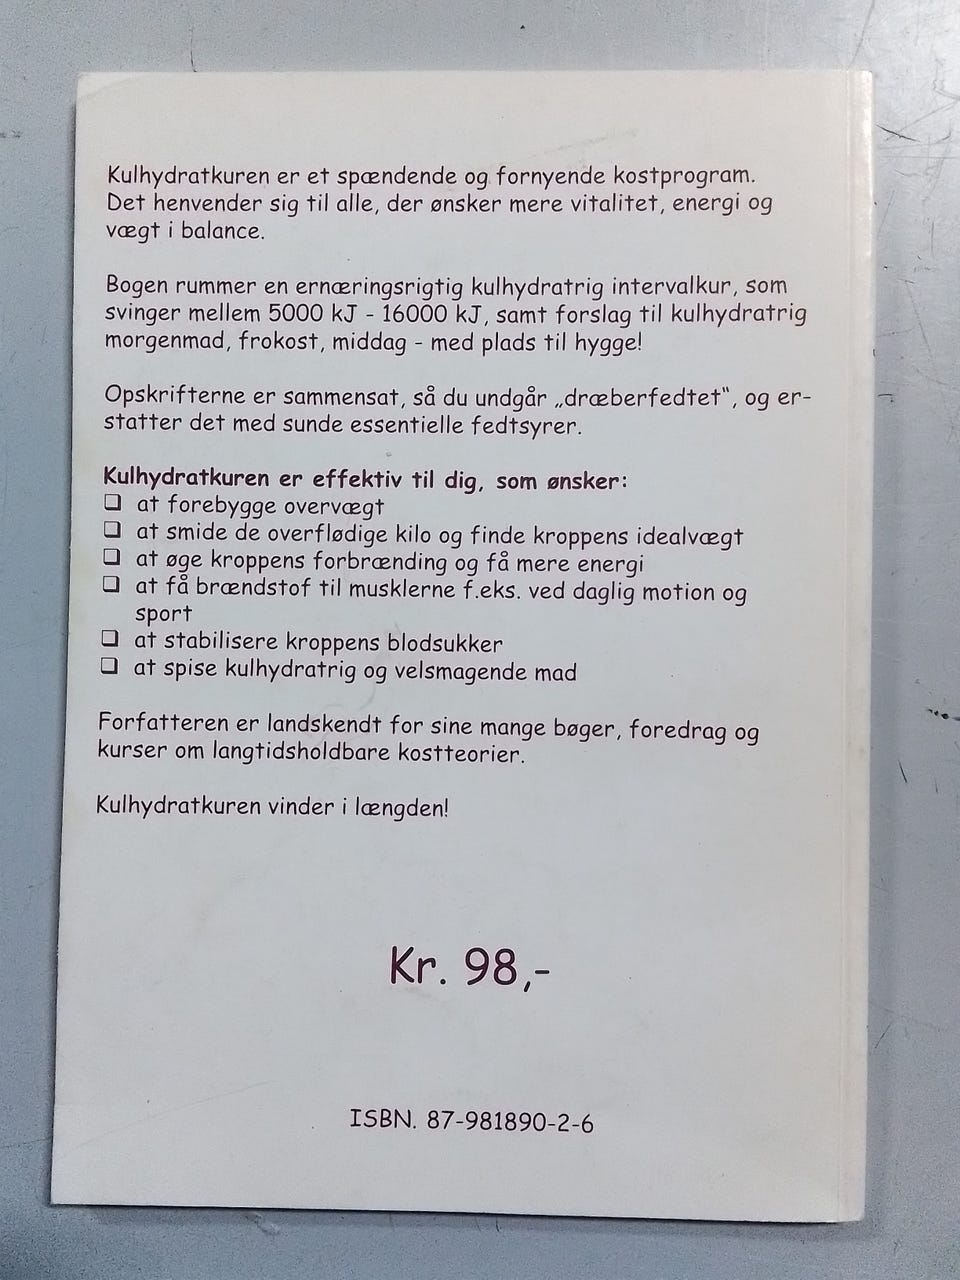 Kulhydratkuren er et spændende og fornyende kostprogram.
Det henvender sig til alle, der ønsker mere vitalitet, energi og
vægt i balance.
Bogen rummer en ernæringsrigtig kulhydratrig intervalkur, som
svinger mellem 5000 kJ - 16000 kJ, samt forslag til kulhydratrig
morgenmad, frokost, middag - med plads til hygge!
Opskrifterne er sammensat, så du undgår „dræberfedtet“, og er-
statter det med sunde essentielle fedtsyrer.
Kulhydratkuren er effektiv til dig, som ønsker:
❑ at forebygge overvægt
❑ at smide de overflødige kilo og finde kroppens idealvægt
❑ at øge kroppens forbrænding og få mere energi
❑ at få brændstof til musklerne f.eks. ved daglig motion og
sport
❑ at stabilisere kroppens blodsukker
❑ at spise kulhydratrig og velsmagende mad
Forfatteren er landskendt for sine mange bøger, foredrag og
kurser om langtidsholdbare kostteorier.
Kulhydratkuren vinder i længden!
Kr. 98,-
ISBN. 87-981890-2-6